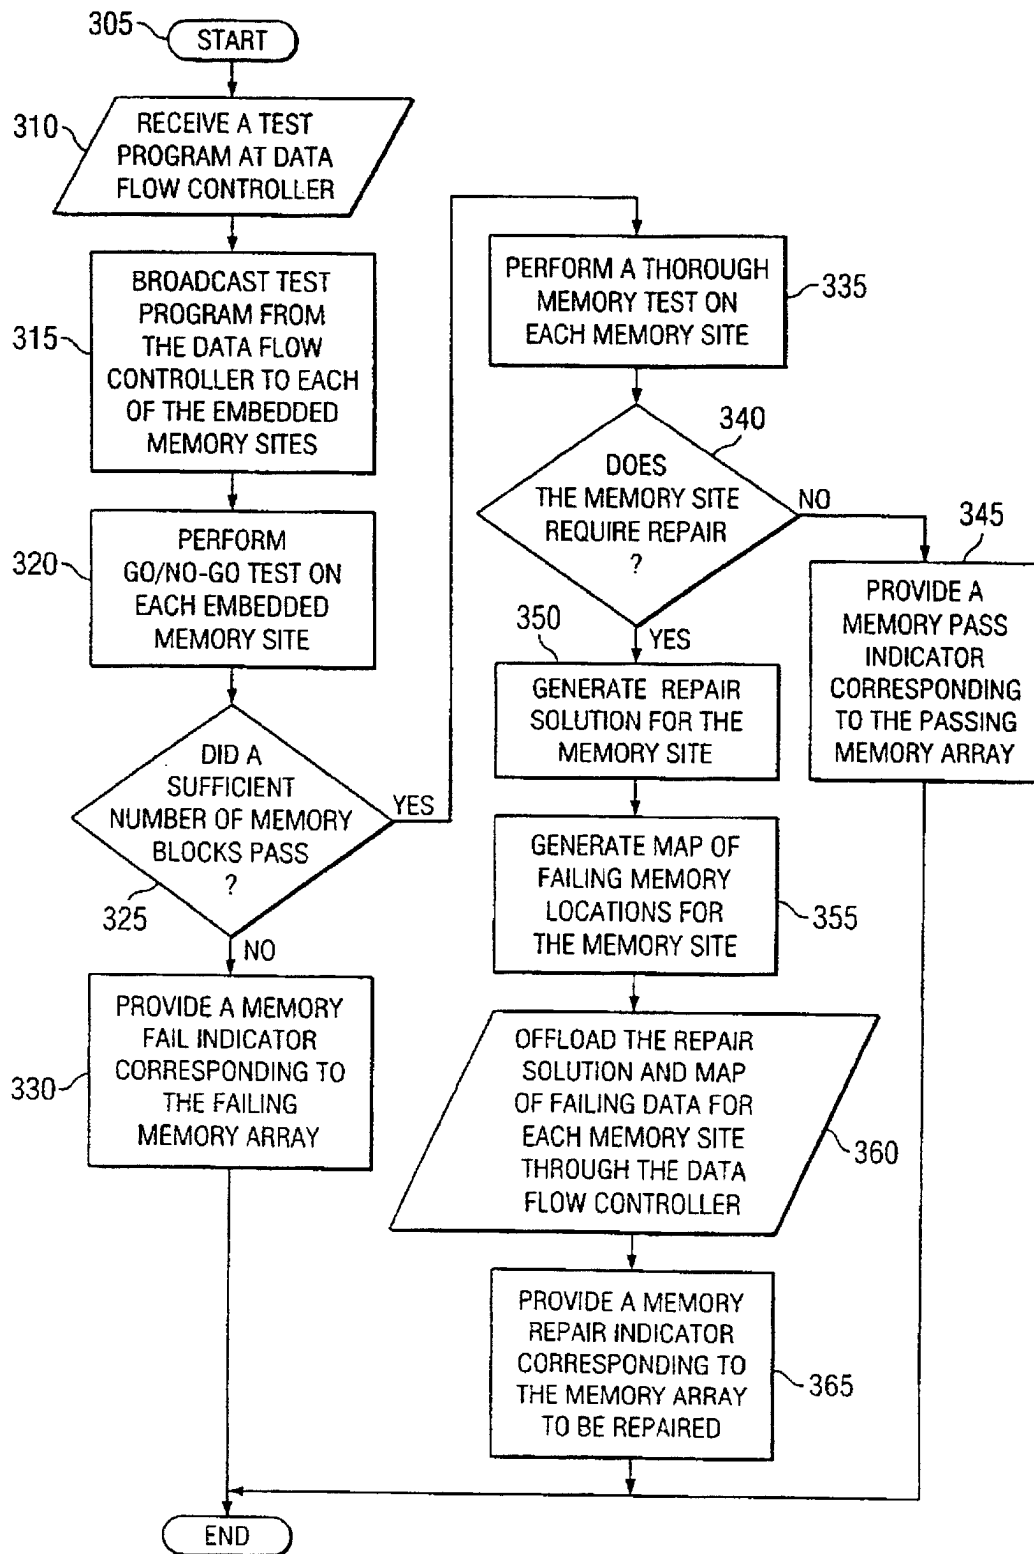 305
START
310
RECEIVE A TEST
PROGRAM AT DATA
FLOW CONTROLLER
315
BROADCAST TEST
PROGRAM FROM
THE DATA FLOW
CONTROLLER TO EACH
OF THE EMBEDDED
MEMORY SITES
320
PERFORM
GO/NO-GO TEST ON
EACH EMBEDDED
MEMORY SITE
DID A
SUFFICIENT
NUMBER OF MEMORY
BLOCKS PASS
?
325
YES
NO
330
PROVIDE A MEMORY
FAIL INDICATOR
CORRESPONDING TO
THE FAILING
MEMORY ARRAY
PERFORM A THOROUGH
MEMORY TEST ON
EACH MEMORY SITE
335
340
DOES
THE MEMORY SITE
REQUIRE REPAIR
?
NO
YES
345
PROVIDE A
MEMORY PASS
INDICATOR
CORRESPONDING
TO THE PASSING
MEMORY ARRAY
350
GENERATE REPAIR
SOLUTION FOR THE
MEMORY SITE
GENERATE MAP OF
FAILING MEMORY
LOCATIONS FOR
THE MEMORY SITE
355
OFFLOAD THE REPAIR
SOLUTION AND MAP
OF FAILING DATA FOR
EACH MEMORY SITE
THROUGH THE DATA
FLOW CONTROLLER
360
PROVIDE A MEMORY
REPAIR INDICATOR
CORRESPONDING TO
THE MEMORY ARRAY
TO BE REPAIRED
365
END